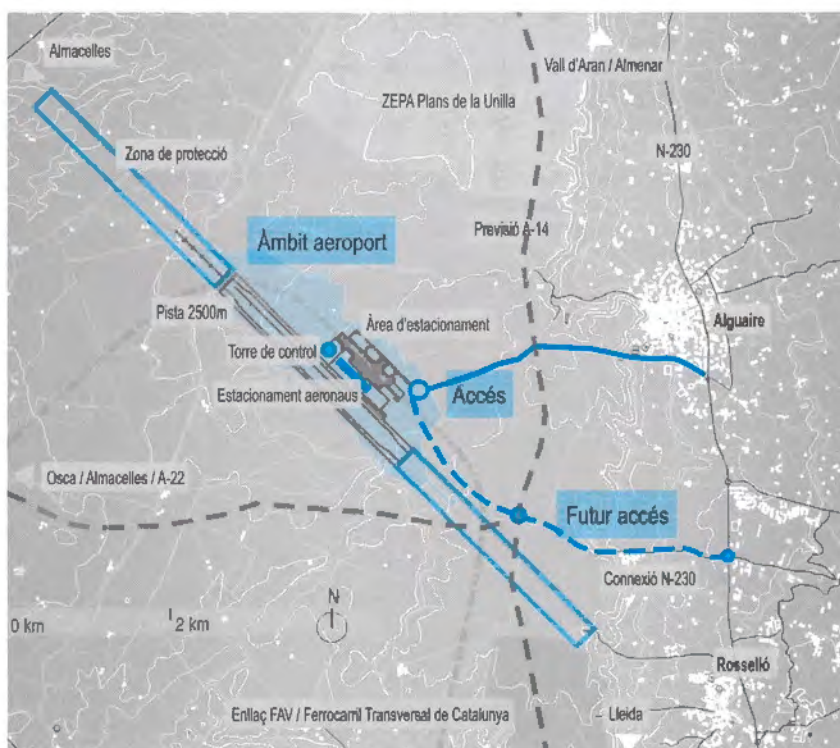 Almacelles
Vall d'Aran / Almenar
ZEPA Plans de la Unilla
Zona de protecció
N-230
Àmbit aeroport
Previsió A-14
Pista 2500m
Àrea d'estacionament
Alguaire
Torre de control
Estacionament aeronaus
Accés
Osca / Almacelles / A-22
Futur accés
Connexió N-230
N
0 km
2 km
Rosselló
Enllaç FAV / Ferrocarril Transversal de Catalunya
Lleida